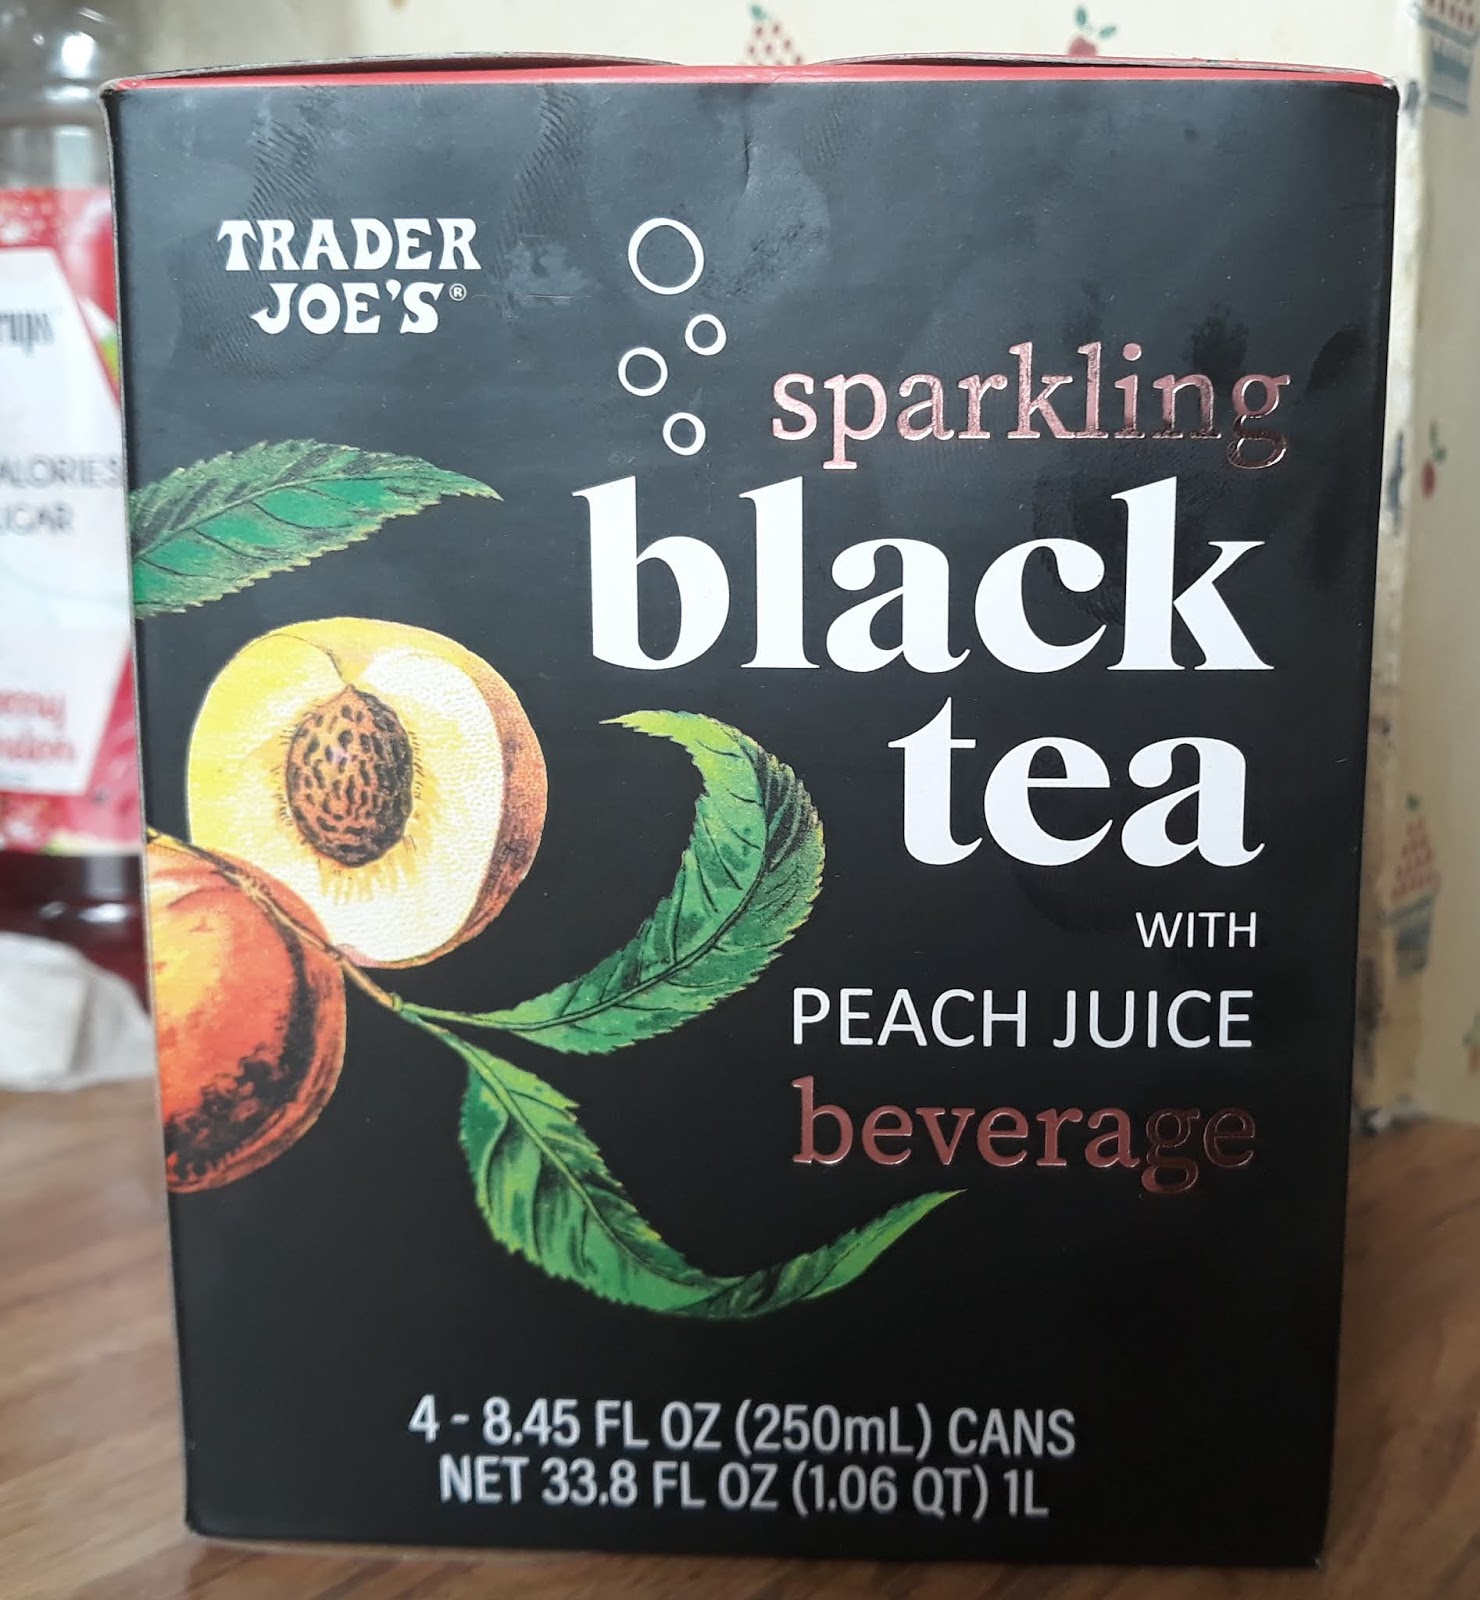 TRADER
JOE'S®
sparkling
black
tea
WITH
PEACH JUICE
beverage
4 - 8.45 FL OZ (250mL) CANS
NET 33.8 FL OZ (1.06 QT) 1L